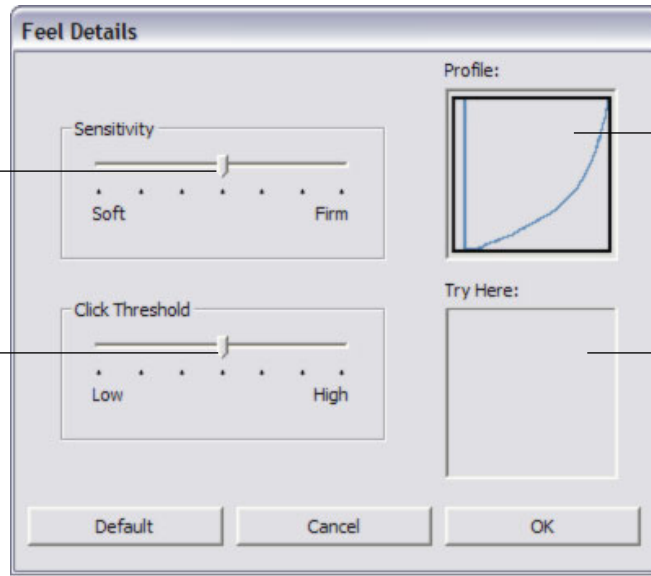 Feel Details
Profile:
Sensitivity
Soft Firm
Try Here:
Click Threshold
Low High
Default Cancel OK